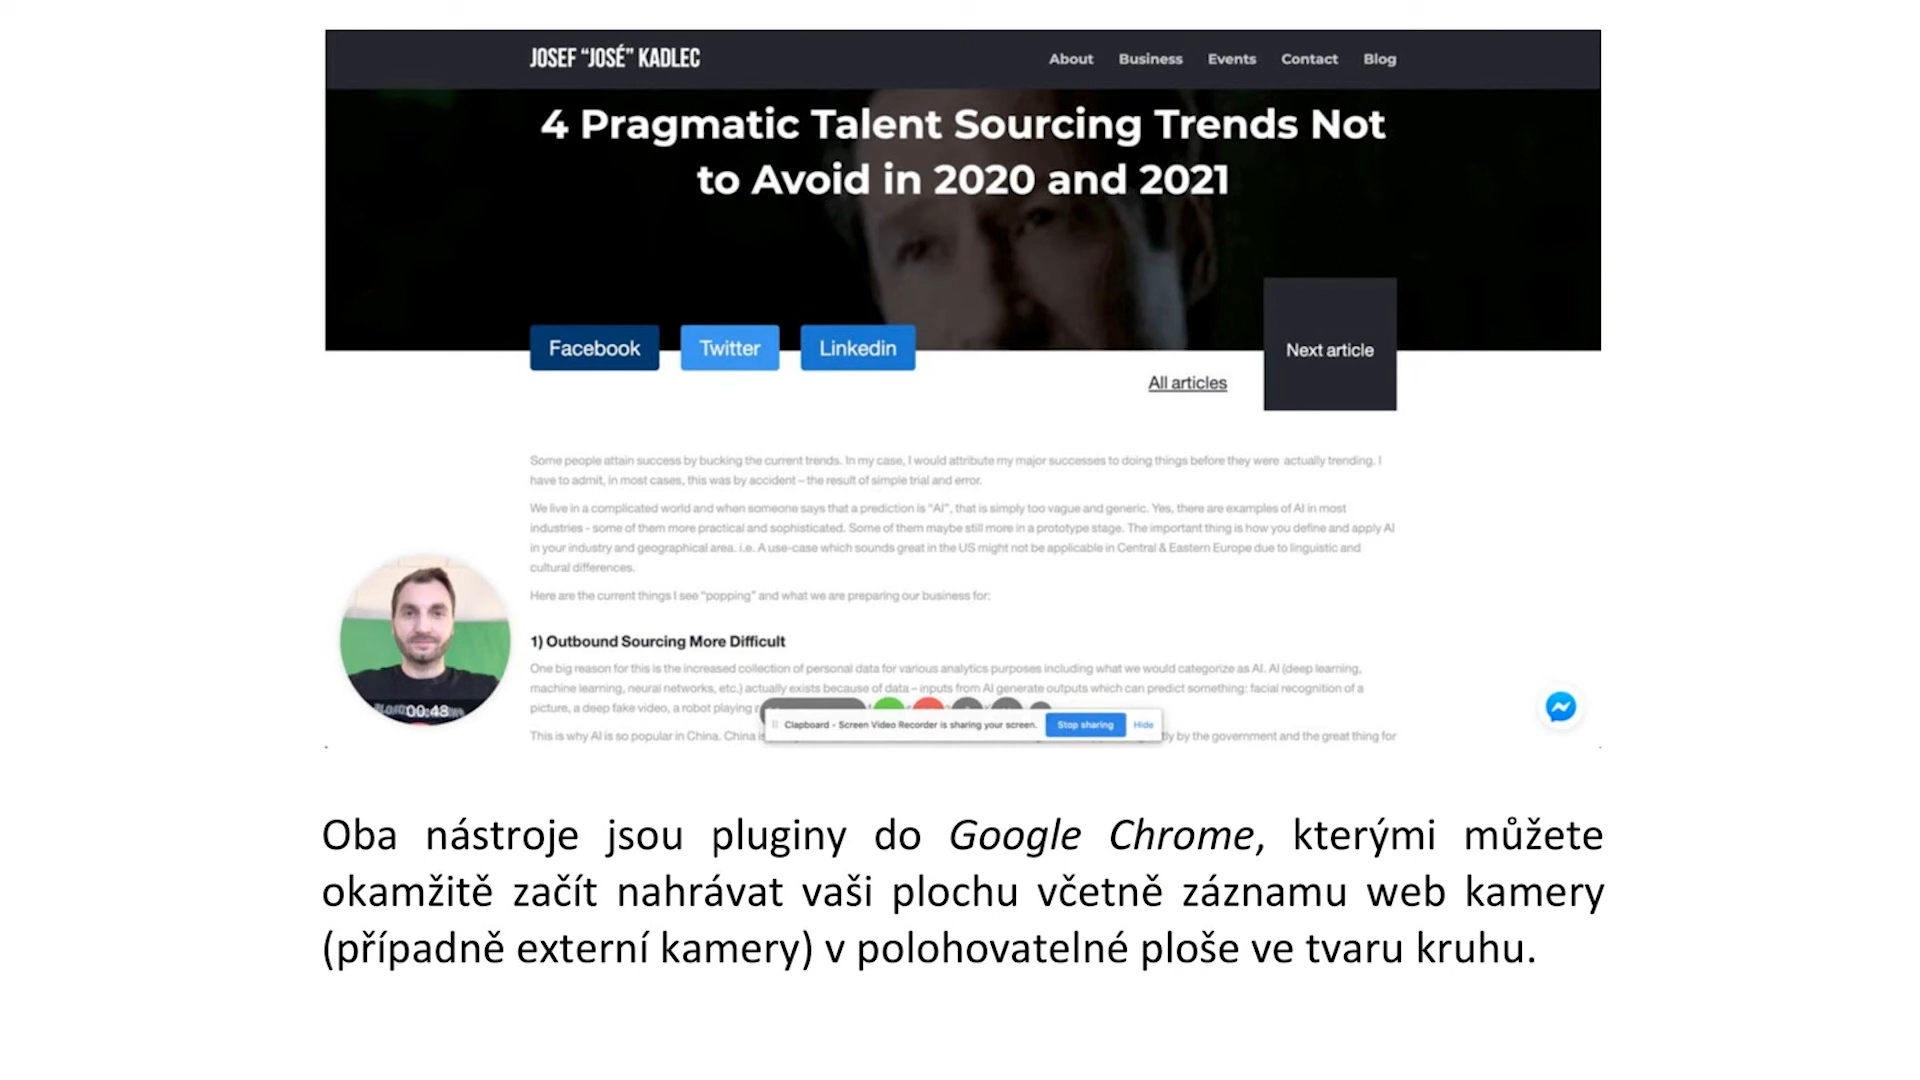 JOSEF “JOSÉ” KADLEC
About Business Events Contact Blog
4 Pragmatic Talent Sourcing Trends Not
to Avoid in 2020 and 2021
Facebook Twitter Linkedin
Next article
All articles
Some people attain success by bucking the current trends. In my case, I would attribute my major successes to doing things before they were actually trending. I
have to admit, in most cases, this was by accident – the result of simple trial and error.
We live in a complicated world and when someone says that a prediction is “AI”, that is simply too vague and generic. Yes, there are examples of AI in most
industries - some of them more practical and sophisticated. Some of them maybe still more in a prototype stage. The important thing is how you define and apply AI
in your industry and geographical area. i.e. A use-case which sounds great in the US might not be applicable in Central & Eastern Europe due to linguistic and
cultural differences.
Here are the current things I see “popping” and what we are preparing our business for:
1) Outbound Sourcing More Difficult
One big reason for this is the increased collection of personal data for various analytics purposes including what we would categorize as AI. AI (deep learning,
machine learning, neural networks, etc.) actually exists because of data – inputs from AI generate outputs which can predict something: facial recognition of a
picture, a deep fake video, a robot playing
00:48
Clapboard - Screen Video Recorder is sharing your screen. Stop sharing Hide
This is why AI is so popular in China. China by the government and the great thing for
Oba nástroje jsou pluginy do Google Chrome, kterými můžete
okamžitě začít nahrávat vaši plochu včetně záznamu web kamery
(případně externí kamery) v polohovatelné ploše ve tvaru kruhu.